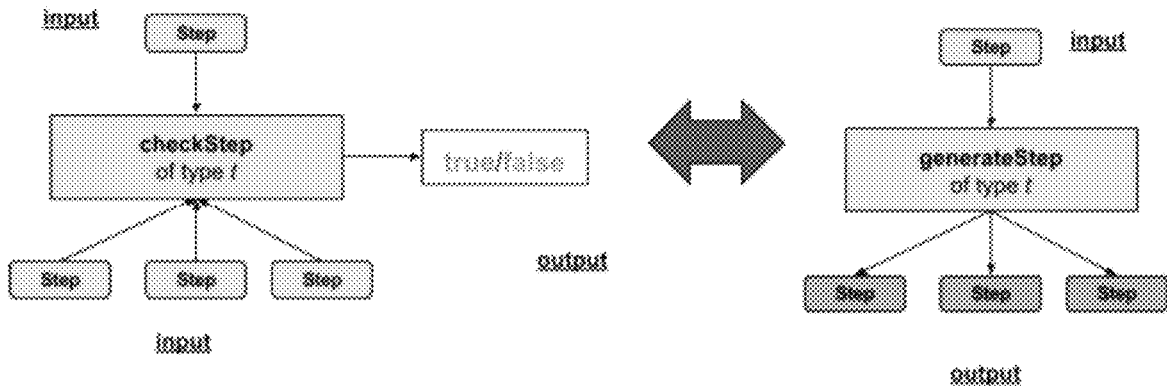 input
Step
checkStep
of type t
true/false
Step
Step
Step
output
input
Step
input
generateStep
of type t
Step
Step
Step
output